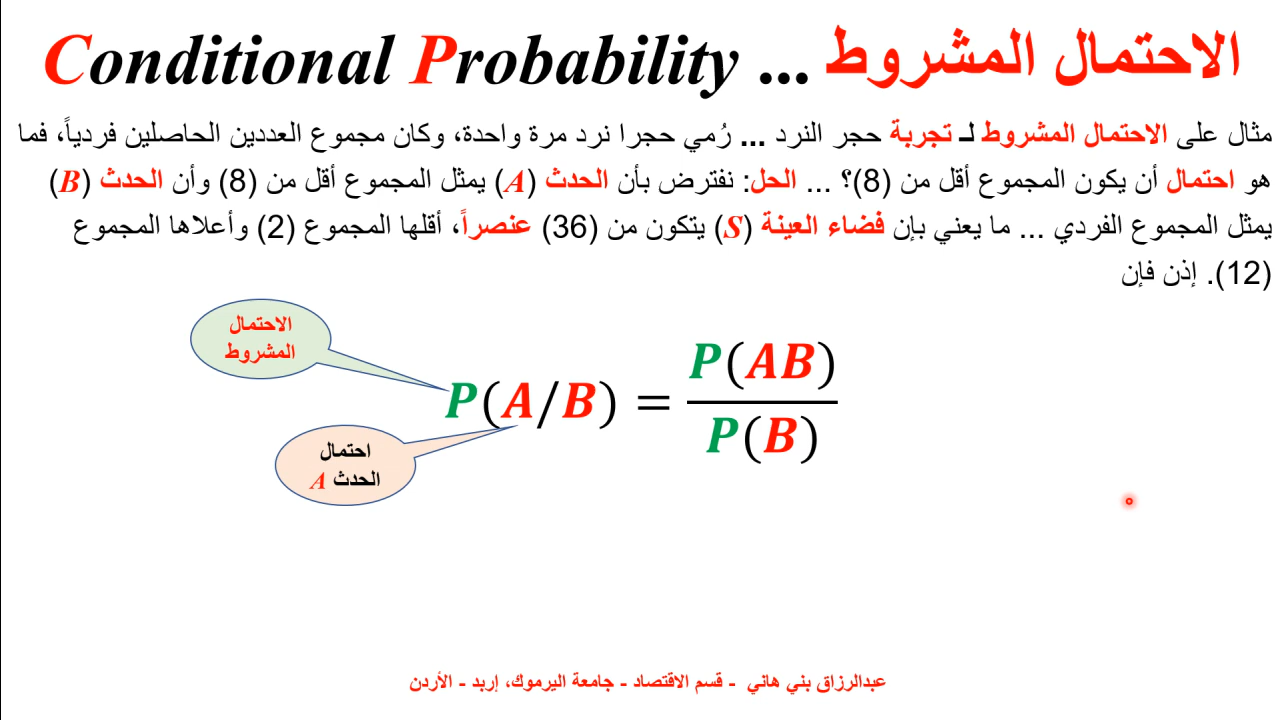 Conditional Probability ... الاحتمال المشروط
مثال على الاحتمال المشروط لـ تجربة حجر النرد ... رُمي حجرا نرد مرة واحدة، وكان مجموع العددين الحاصلين فردياً، فما
هو احتمال أن يكون المجموع أقل من (8)؟ ... الحل: نفترض بأن الحدث (A) يمثل المجموع أقل من (8) وأن الحدث (B)
يمثل المجموع الفردي ... ما يعني بإن فضاء العينة (S) يتكون من (36) عنصراً، أقلها المجموع (2) وأعلاها المجموع
(12). إذن فإن
الاحتمال
المشروط
P(A/B) = P(AB) / P(B)
احتمال
الحدث A
عبدالرزاق بني هاني - قسم الاقتصاد - جامعة اليرموك، إربد - الأردن